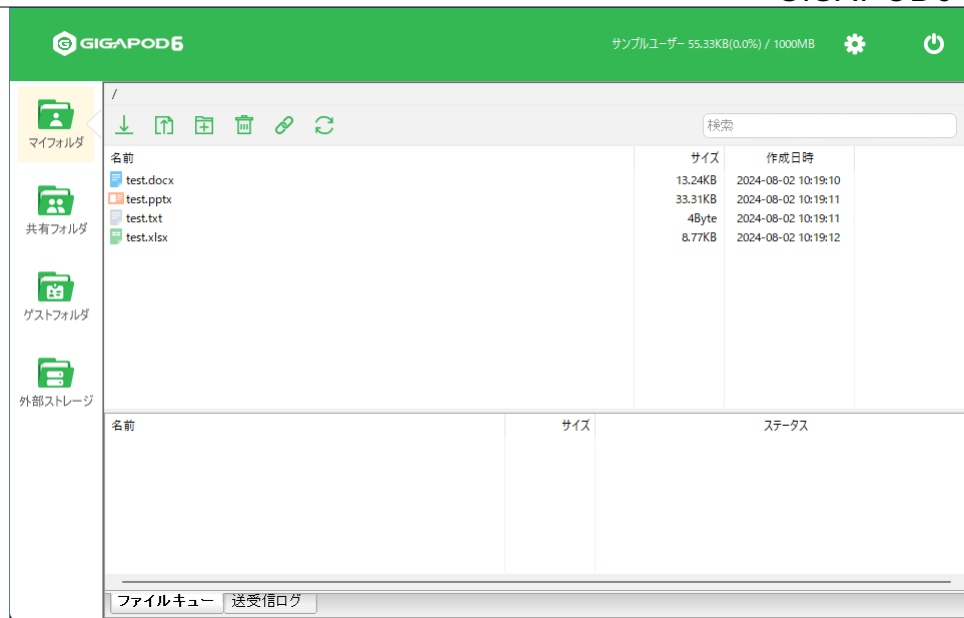 GIGAPOD6
サンプルユーザー 55.33KB(0.0%) / 1000MB
/
検索
マイフォルダ
共有フォルダ
ゲストフォルダ
外部ストレージ
名前 サイズ 作成日時
test.docx 13.24KB 2024-08-02 10:19:10
test.pptx 33.31KB 2024-08-02 10:19:11
test.txt 4Byte 2024-08-02 10:19:11
test.xlsx 8.77KB 2024-08-02 10:19:12
名前 サイズ ステータス
ファイルキュー 送受信ログ